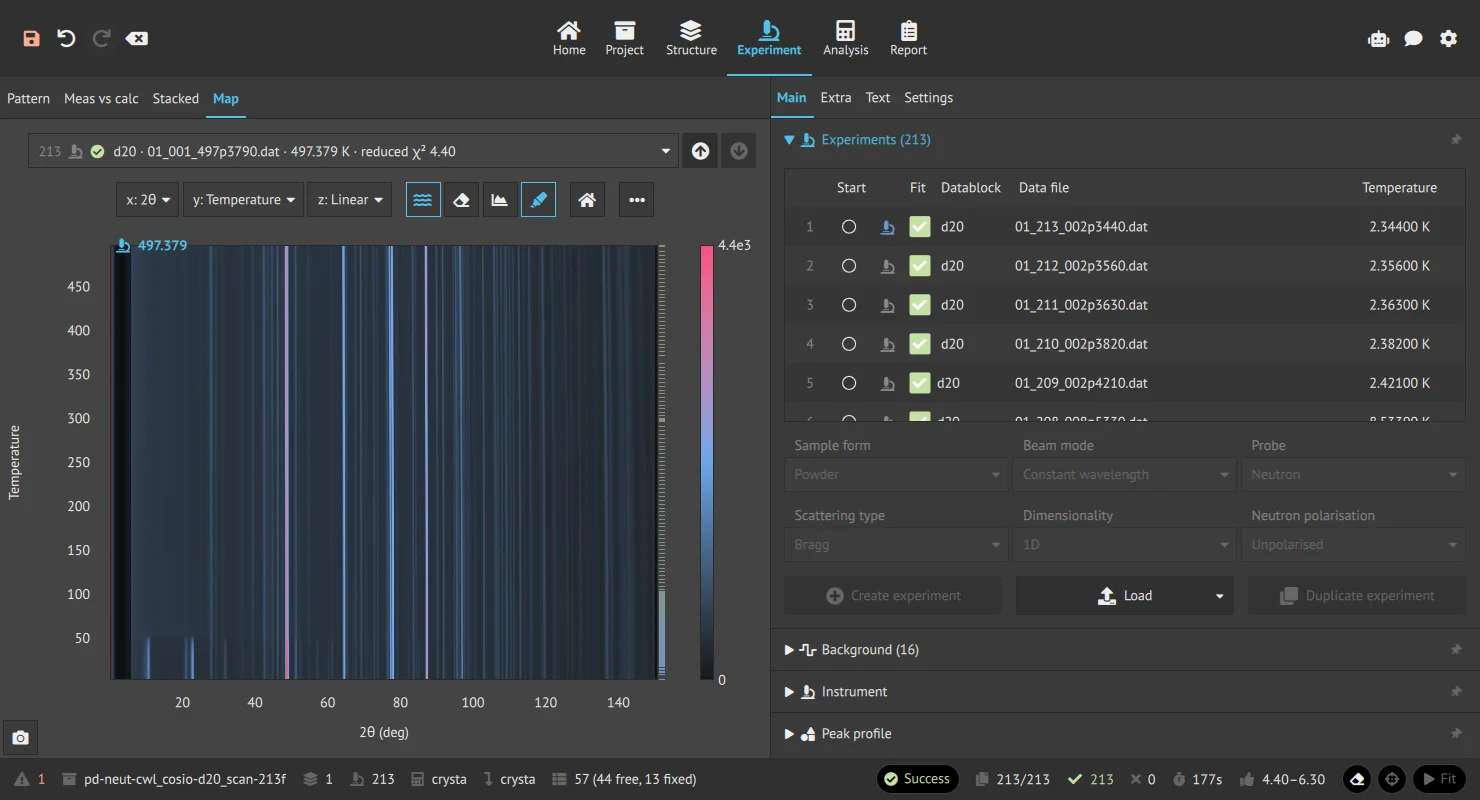 Home Project Structure Experiment Analysis Report
Pattern Meas vs calc Stacked Map
Main Extra Text Settings
213 d20 · 01_001_497p3790.dat · 497.379 K · reduced χ² 4.40
x: 2θ y: Temperature z: Linear
497.379
4.4e3
450
400
350
300
250
200
150
100
50
0
Temperature
20 40 60 80 100 120 140
2θ (deg)
Experiments (213)
Start Fit Datablock Data file Temperature
1 d20 01_213_002p3440.dat 2.34400 K
2 d20 01_212_002p3560.dat 2.35600 K
3 d20 01_211_002p3630.dat 2.36300 K
4 d20 01_210_002p3820.dat 2.38200 K
5 d20 01_209_002p4210.dat 2.42100 K
Sample form Beam mode Probe
Powder Constant wavelength Neutron
Scattering type Dimensionality Neutron polarisation
Bragg 1D Unpolarised
Create experiment Load Duplicate experiment
Background (16)
Instrument
Peak profile
1 pd-neut-cwl_cosio-d20_scan-213f 1 213 crysta crysta 57 (44 free, 13 fixed) Success 213/213 213 0 177s 4.40–6.30 Fit